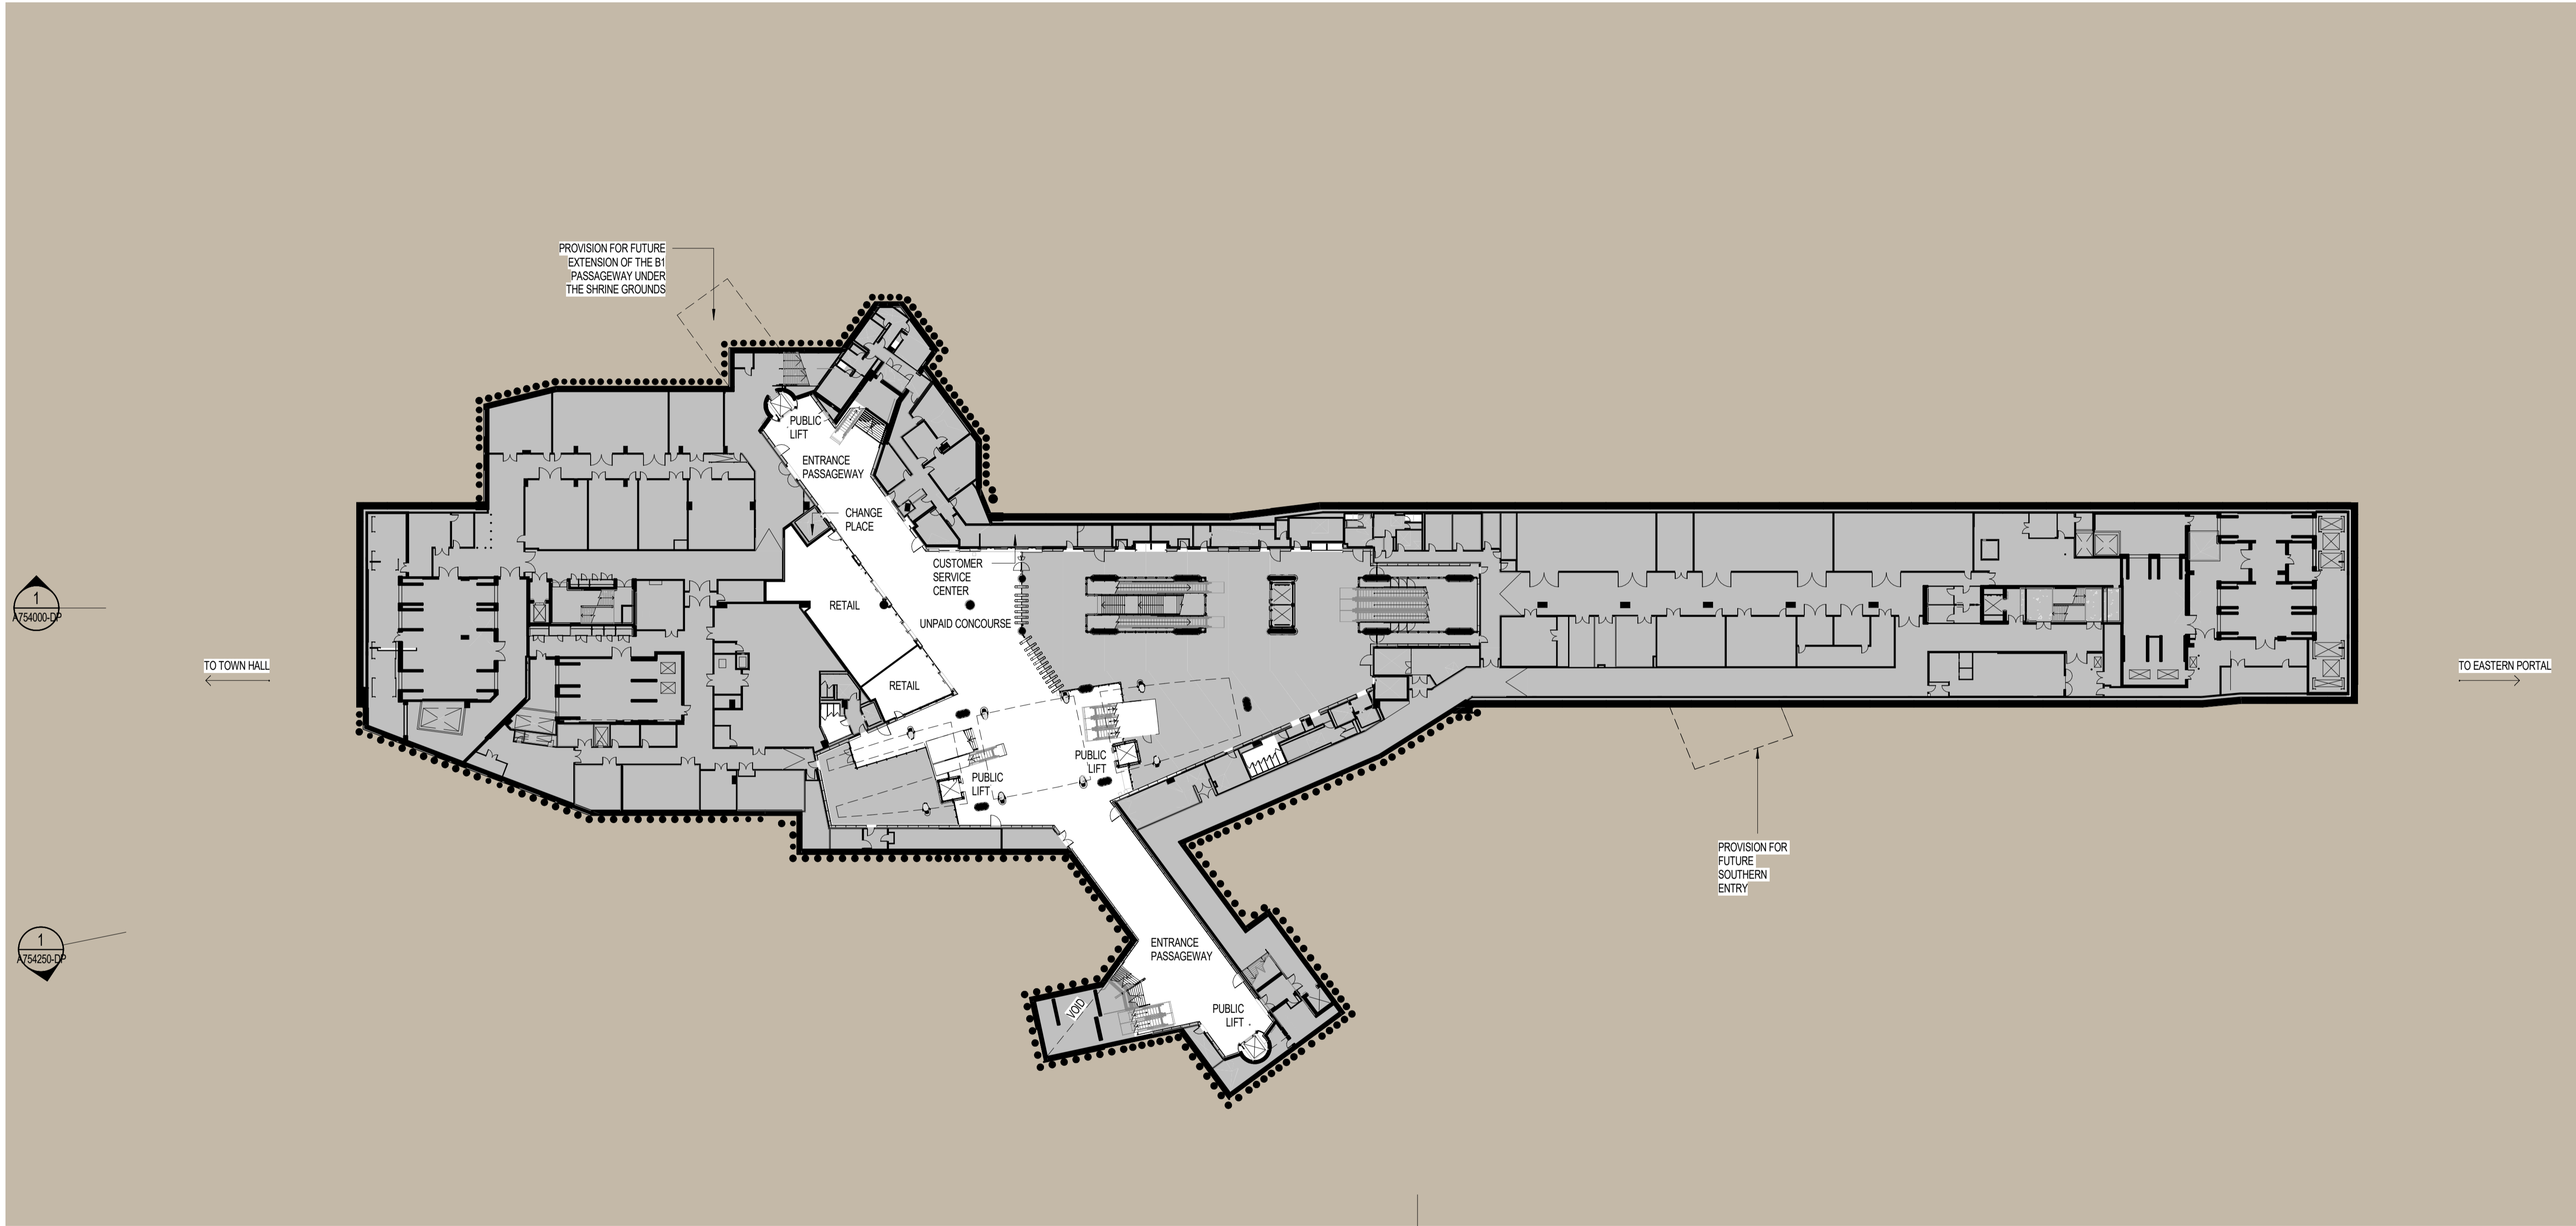 PROVISION FOR FUTURE
EXTENSION OF THE B1
PASSAGEWAY UNDER
THE SHRINE GROUNDS
PUBLIC
LIFT
ENTRANCE
PASSAGEWAY
CHANGE
PLACE
CUSTOMER
SERVICE
CENTER
RETAIL
UNPAID CONCOURSE
1
A754000-DP
TO TOWN HALL
TO EASTERN PORTAL
RETAIL
PUBLIC
LIFT
PUBLIC
LIFT
PROVISION FOR
FUTURE
SOUTHERN
ENTRY
1
A754250-DP
ENTRANCE
PASSAGEWAY
VOID
PUBLIC
LIFT